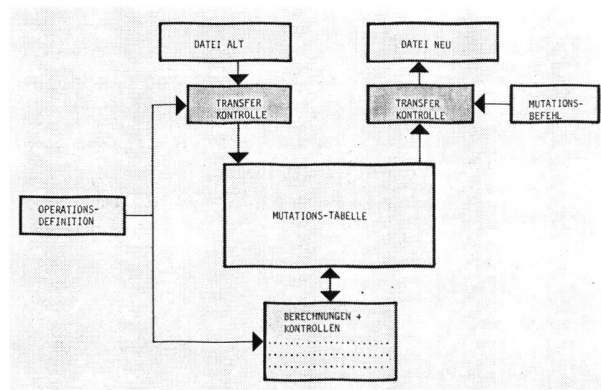 DATEI ALT
DATEI NEU
TRANSFER
KONTROLLE
TRANSFER
KONTROLLE
MUTATIONS-
BEFEHL
OPERATIONS-
DEFINITION
MUTATIONS-TABELLE
BERECHNUNGEN +
KONTROLLEN